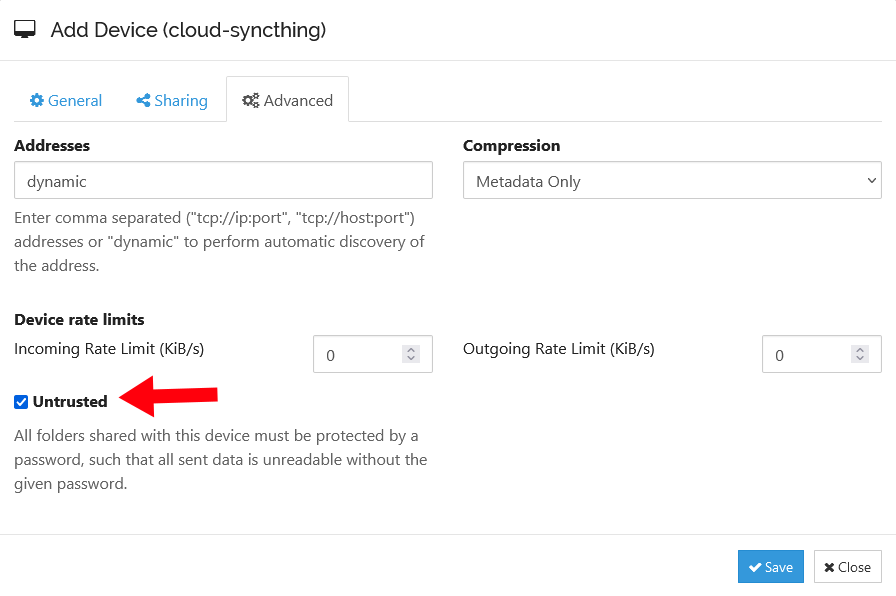 Add Device (cloud-syncthing)
General
Sharing
Advanced
Addresses
dynamic
Enter comma separated ("tcp://ip:port", "tcp://host:port")
addresses or "dynamic" to perform automatic discovery of
the address.
Compression
Metadata Only
Device rate limits
Incoming Rate Limit (KiB/s)
0
Outgoing Rate Limit (KiB/s)
0
Untrusted
All folders shared with this device must be protected by a
password, such that all sent data is unreadable without the
given password.
Save
Close